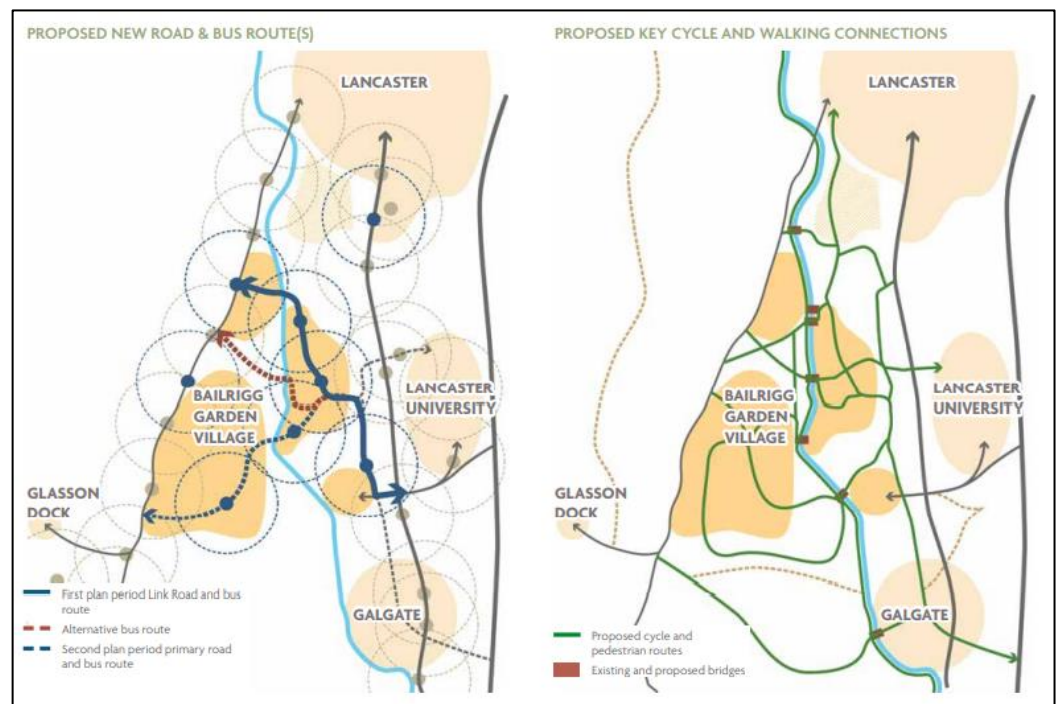 PROPOSED NEW ROAD & BUS ROUTE(S)
LANCASTER
BAILRIGG
GARDEN
VILLAGE
LANCASTER
UNIVERSITY
GLASSON
DOCK
GALGATE
First plan period Link Road and bus
route
Alternative bus route
Second plan period primary road
and bus route
PROPOSED KEY CYCLE AND WALKING CONNECTIONS
LANCASTER
BAILRIGG
GARDEN
VILLAGE
LANCASTER
UNIVERSITY
GLASSON
DOCK
GALGATE
Proposed cycle and
pedestrian routes
Existing and proposed bridges